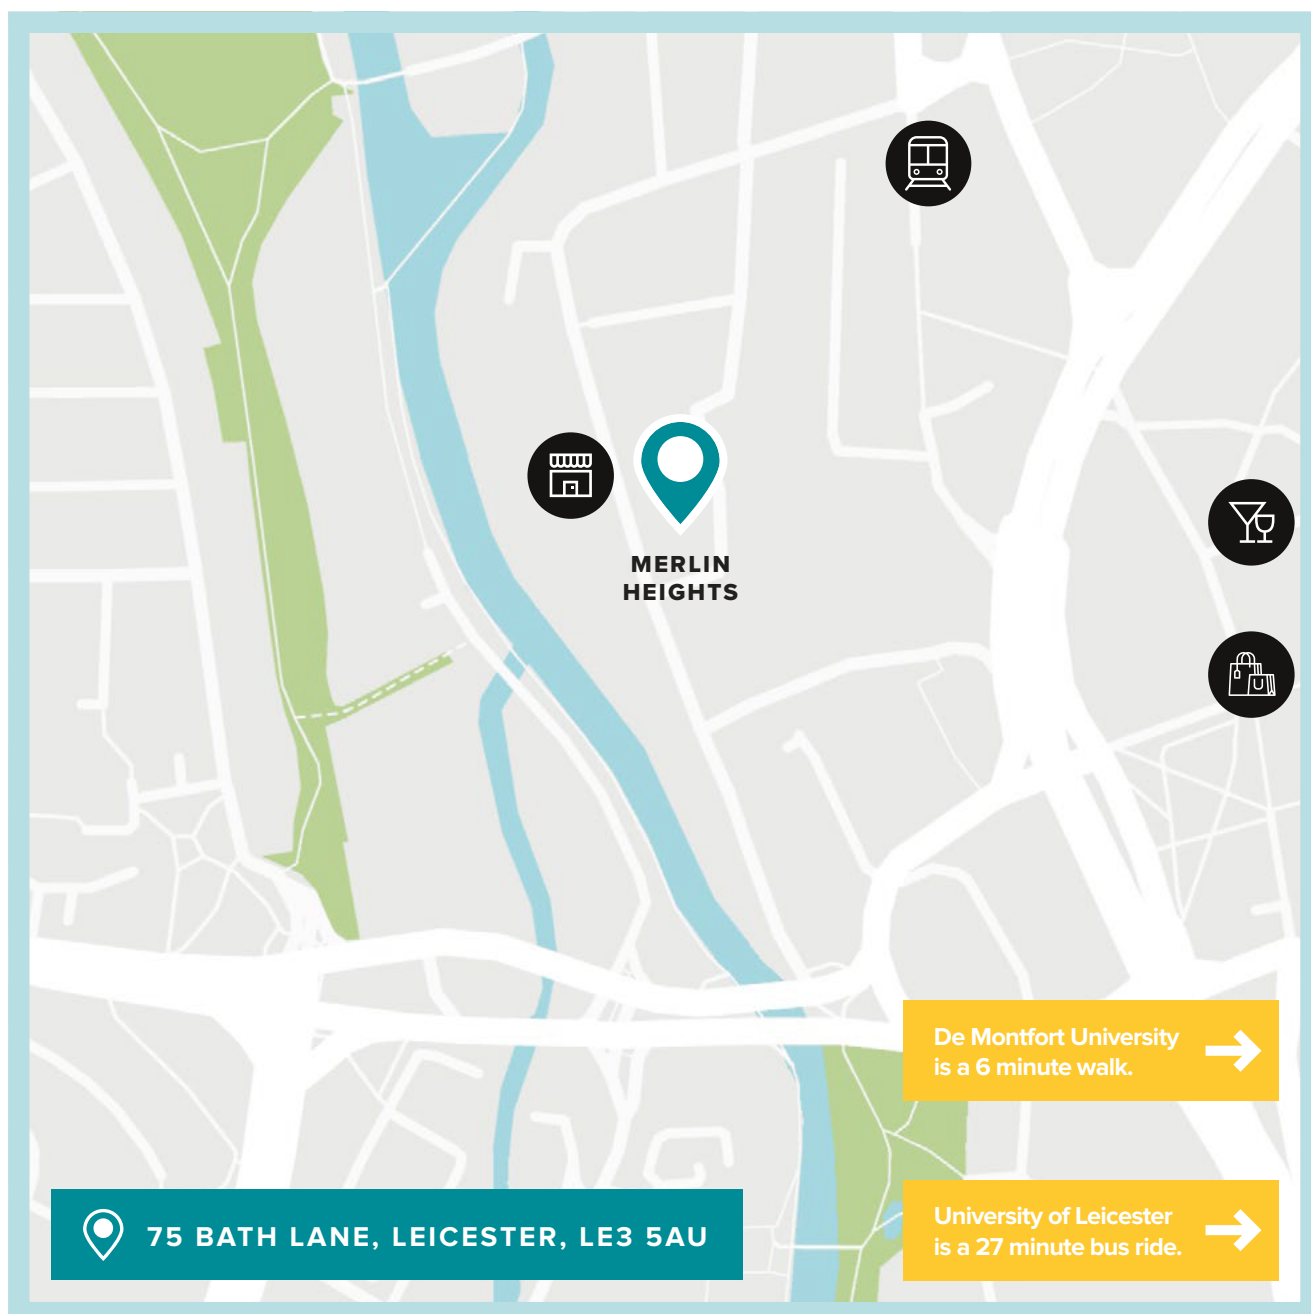 MERLIN
HEIGHTS
De Montfort University
is a 6 minute walk.
75 BATH LANE, LEICESTER, LE3 5AU
University of Leicester
is a 27 minute bus ride.